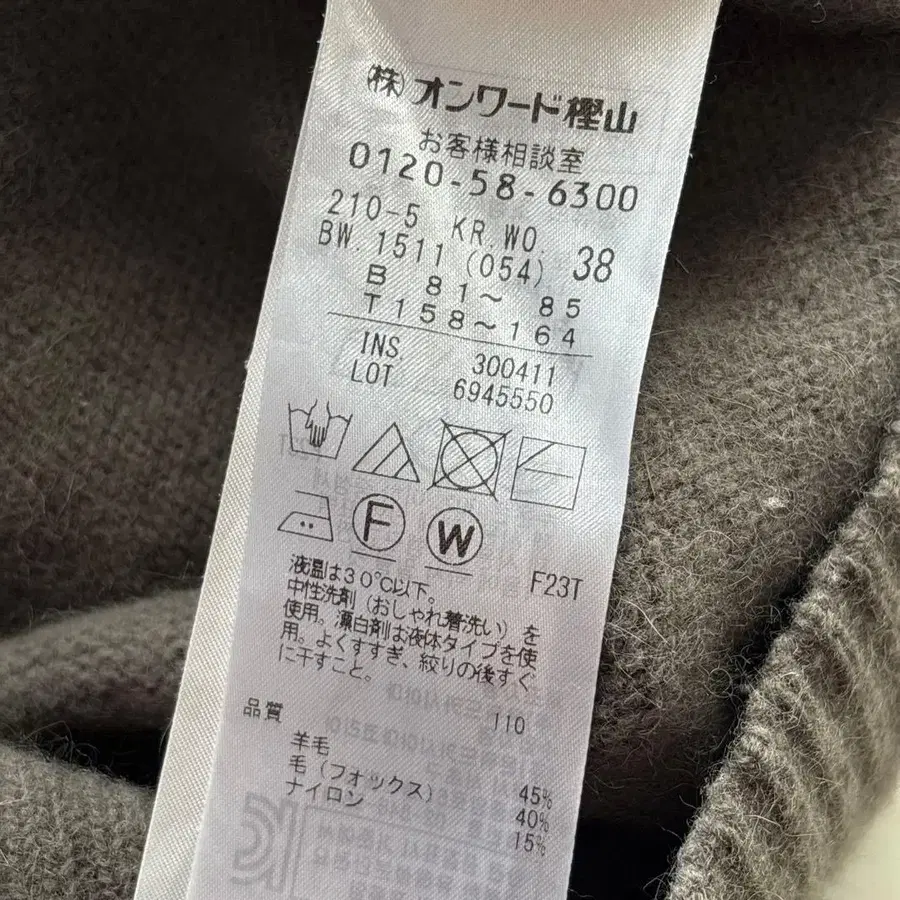 (株)オンワード樫山
お客様相談室
0120-58-6300
210-5 KR.WO.
BW.1511(054) 38
B 81～ 85
T158～164
INS. 300411
LOT 6945550
F
W
F23T
液温は30℃以下。
中性洗剤(おしゃれ着洗い)を
使用。漂白剤は液体タイプを使
用。よくすすぎ、絞りの後すぐ
に干すこと。
110
品質
羊毛 45%
毛(フォックス) 40%
ナイロン 15%